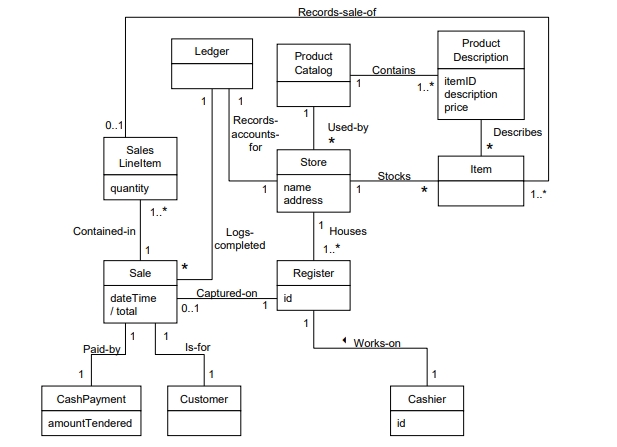 Records-sale-of
Ledger
Product
Catalog
Product
Description
itemID
description
price
Contains
1
1..*
1
1
1
0..1
Records-
accounts-
for
Used-by
*
Describes
*
Sales
LineItem
quantity
Store
name
address
Item
1
1
Stocks
*
1..*
1..*
Contained-in
1
Logs-
completed
*
1
Houses
1..*
Sale
dateTime
/ total
Captured-on
0..1
1
Register
id
1
1
1
Paid-by
Is-for
Works-on
1
1
1
CashPayment
amountTendered
Customer
Cashier
id